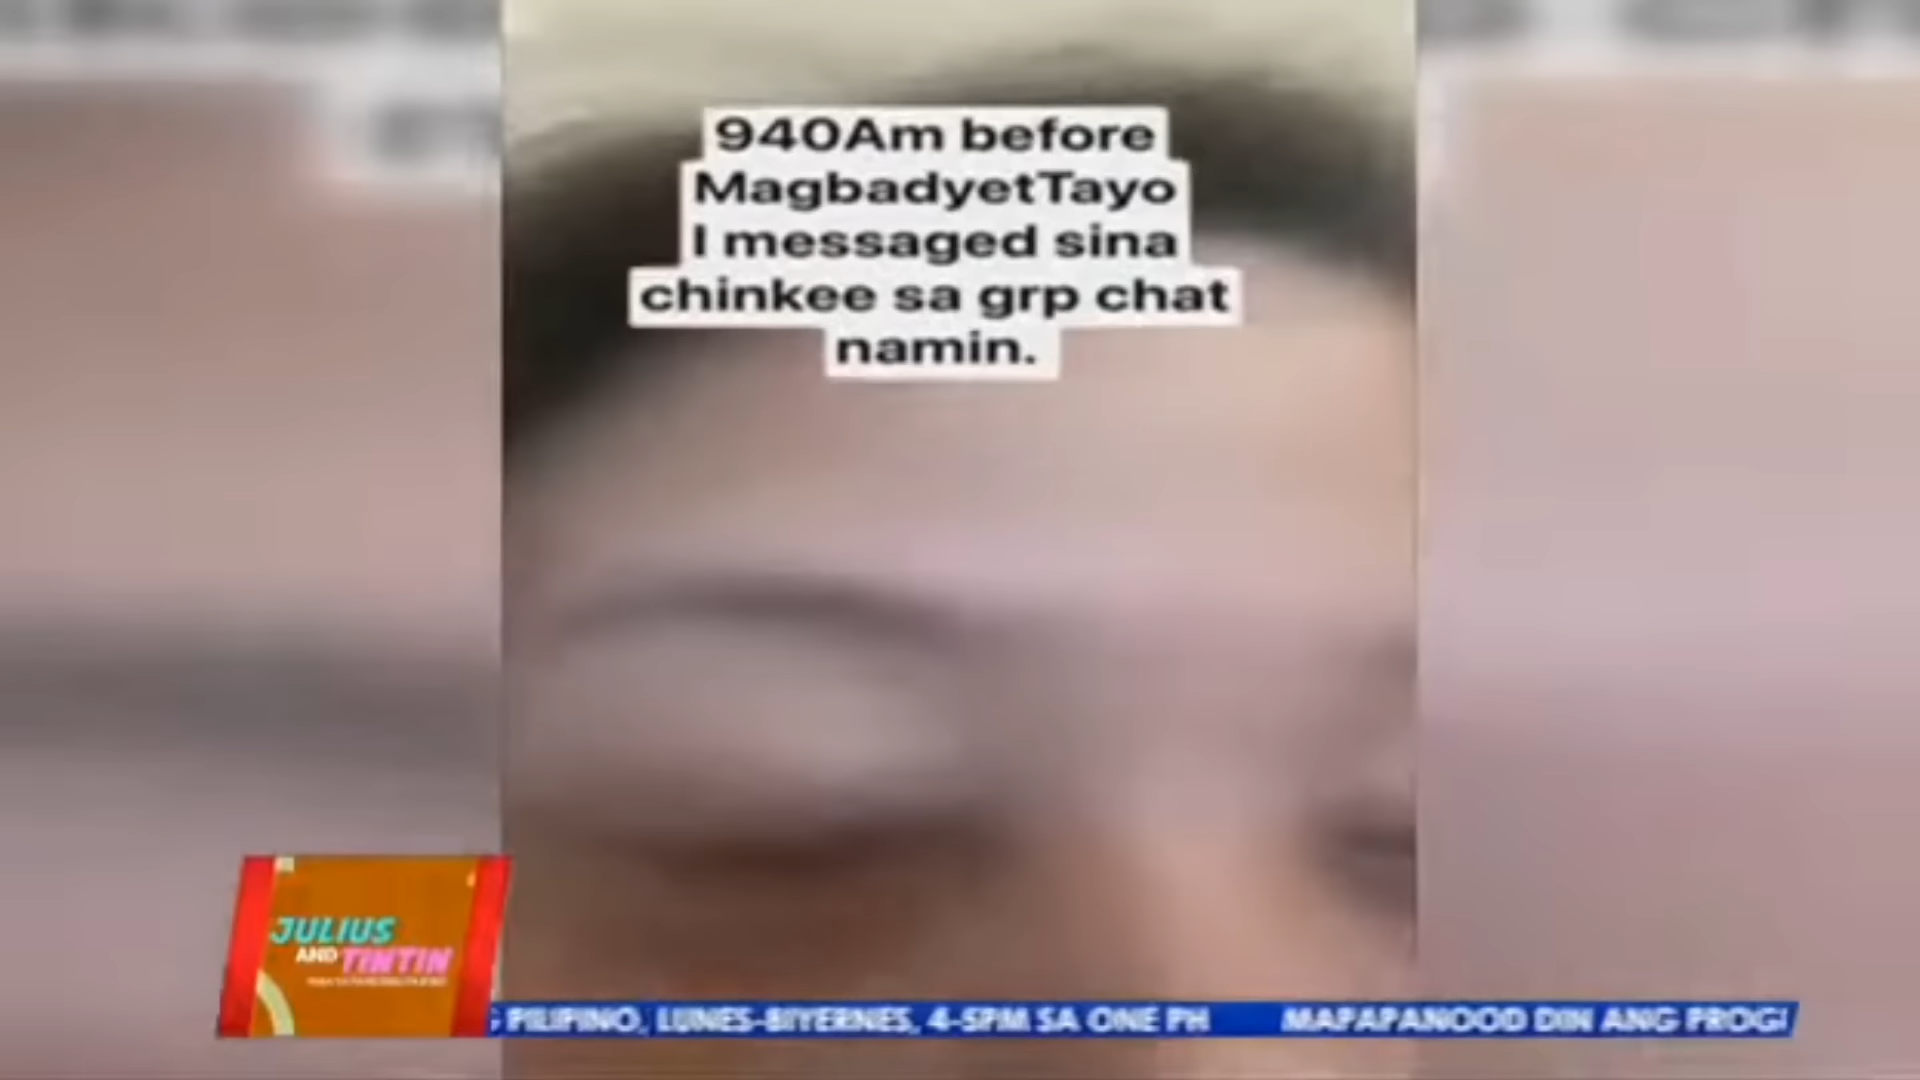 940Am before
MagbadyetTayo
I messaged sina
chinkee sa grp chat
namin.
JULIUS
AND TINTIN
PILIPINO, LUNES-BIYERNES, 4-5PM SA ONE PH MAPAPANOOD DIN ANG PROG